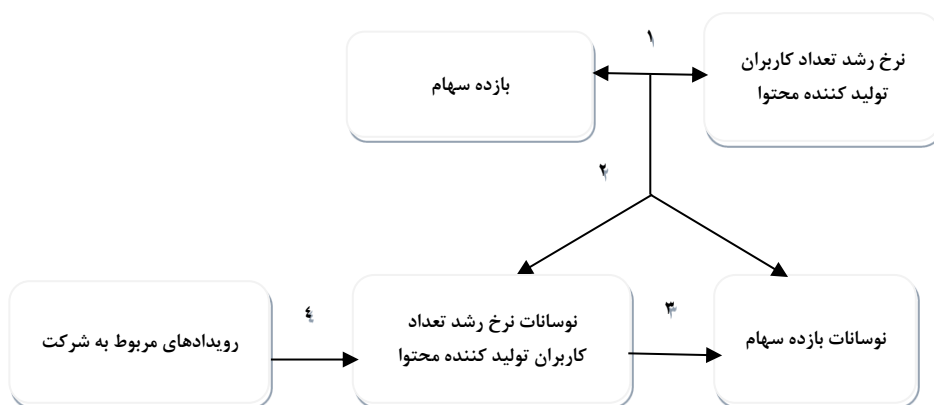 ۱
نرخ رشد تعداد کاربران
تولید کننده محتوا
بازده سهام
۲
رویدادهای مربوط به شرکت
۴
نوسانات نرخ رشد تعداد
کاربران تولید کننده محتوا
۳
نوسانات بازده سهام